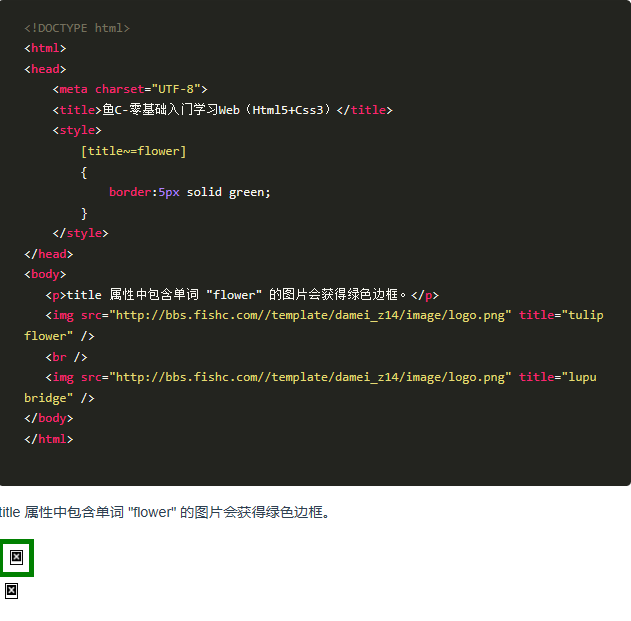 <!DOCTYPE html>
<html>
<head>
<meta charset="UTF-8">
<title>鱼C-零基础入门学习Web（Html5+Css3）</title>
<style>
[title~=flower]
{
border:5px solid green;
}
</style>
</head>
<body>
<p>title 属性中包含单词 "flower" 的图片会获得绿色边框。</p>
<img src="http://bbs.fishc.com//template/damei_z14/image/logo.png" title="tulip
flower" />
<br />
<img src="http://bbs.fishc.com//template/damei_z14/image/logo.png" title="lupu
bridge" />
</body>
</html>
title 属性中包含单词 "flower" 的图片会获得绿色边框。